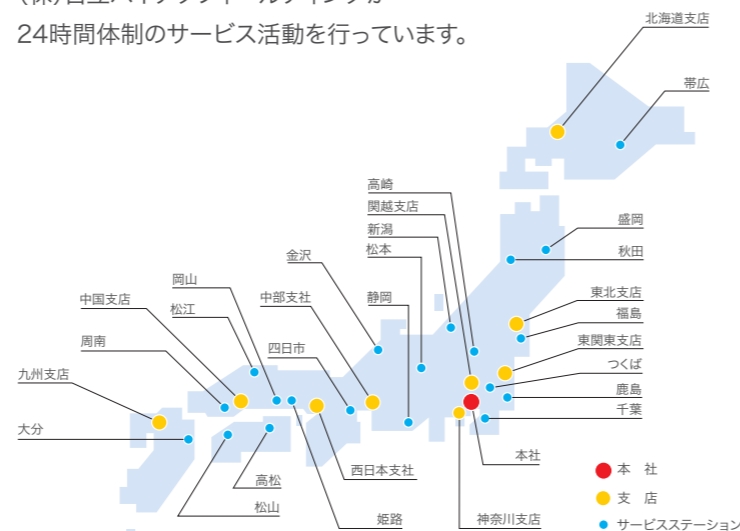 24時間体制のサービス活動を行っています。
北海道支店
帯広
高崎
関越支店
新潟
松本
金沢
静岡
盛岡
秋田
岡山
中部支社
中国支店
松江
四日市
周南
九州支店
大分
東北支店
福島
東関東支店
つくば
鹿島
千葉
本社
西日本支社
高松
松山
姫路
神奈川支店
本 社
支 店
サービスステーション